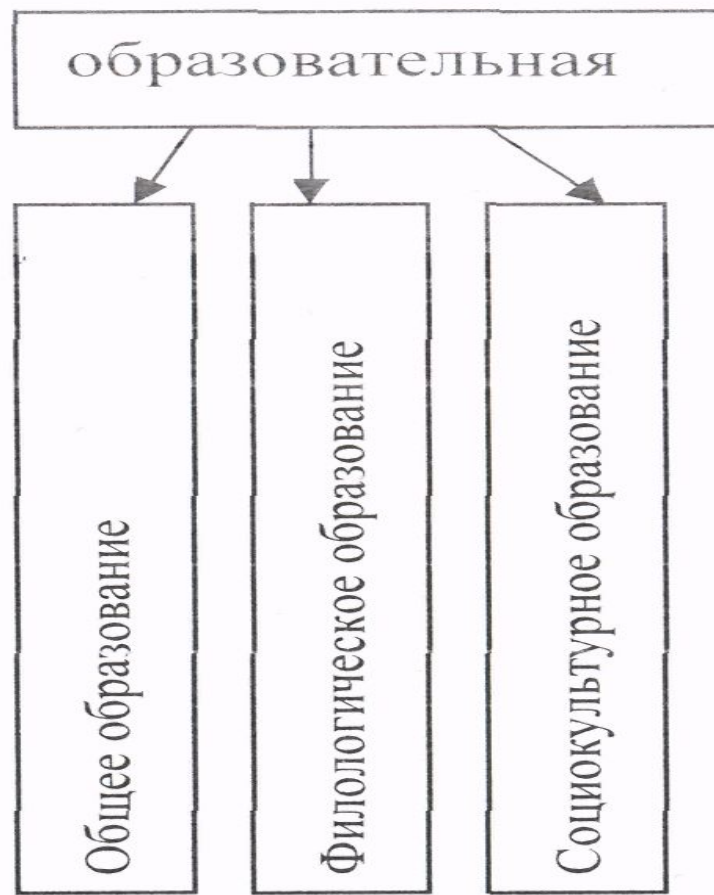 образовательная
Общее образование
Филологическое образование
Социокультурное образование